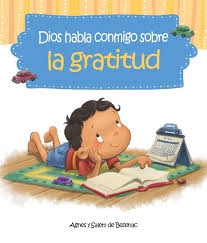 Dios habla conmigo sobre
la gratitud
Agnes y Salem de Bezenac